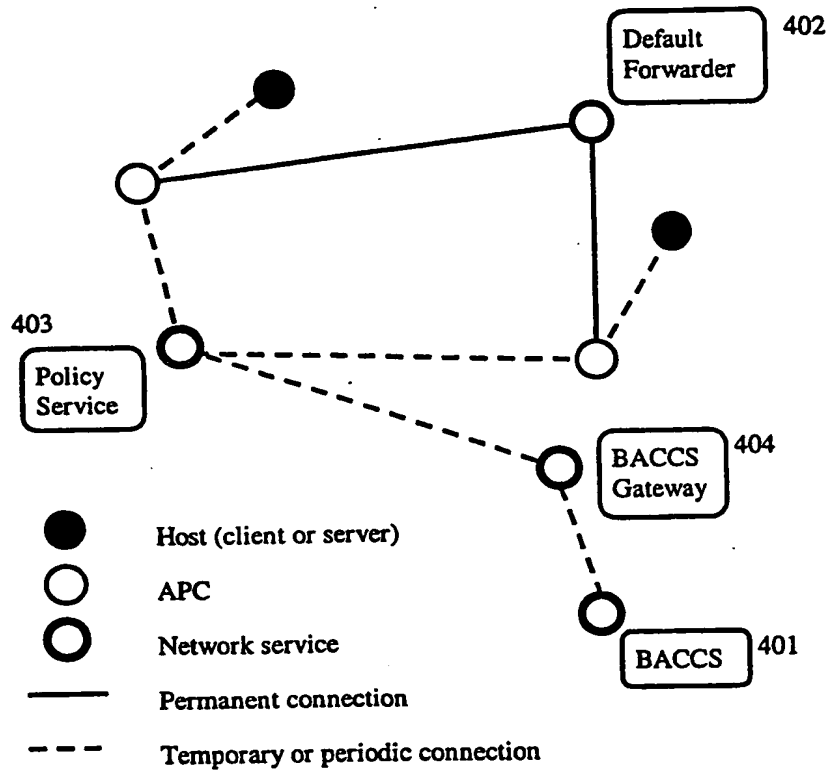 402
Default
Forwarder
403
Policy
Service
BACCS
Gateway
404
BACCS
401
Host (client or server)
APC
Network service
Permanent connection
Temporary or periodic connection